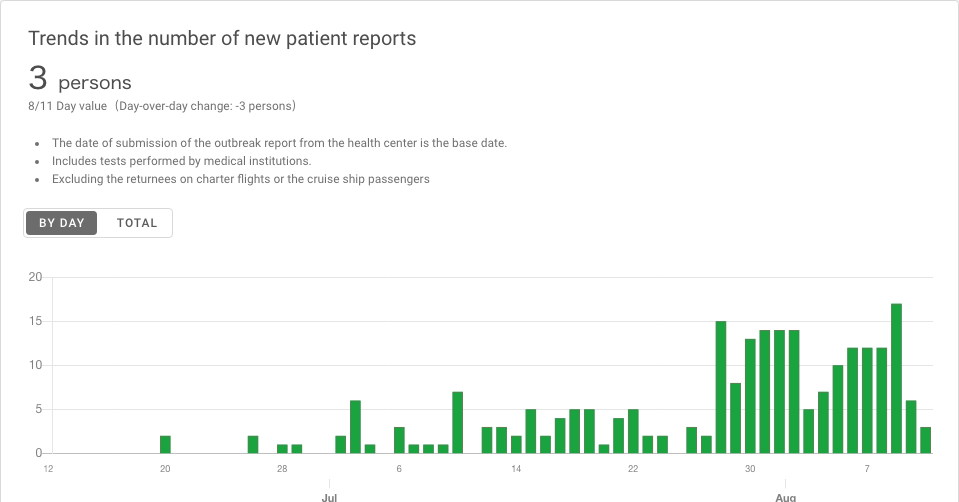 Trends in the number of new patient reports
3 persons
8/11 Day value（Day-over-day change: -3 persons）
The date of submission of the outbreak report from the health center is the base date.
Includes tests performed by medical institutions.
Excluding the returnees on charter flights or the cruise ship passengers
BY DAY TOTAL
20
15
10
5
0
12 20 28 6 14 22 30 7
Jul Aug